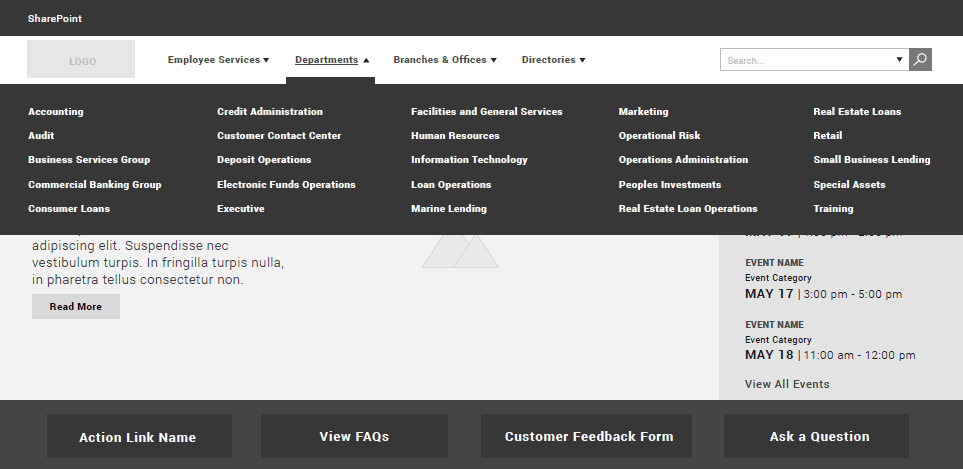 SharePoint
LOGO
Employee Services
Departments
Branches & Offices
Directories
Search...
Accounting
Audit
Business Services Group
Commercial Banking Group
Consumer Loans
Credit Administration
Customer Contact Center
Deposit Operations
Electronic Funds Operations
Executive
Facilities and General Services
Human Resources
Information Technology
Loan Operations
Marine Lending
Marketing
Operational Risk
Operations Administration
Peoples Investments
Real Estate Loan Operations
Real Estate Loans
Retail
Small Business Lending
Special Assets
Training
adipiscing elit. Suspendisse nec
vestibulum turpis. In fringilla turpis nulla,
in pharetra tellus consectetur non.
Read More
EVENT NAME
Event Category
MAY 17 | 3:00 pm - 5:00 pm
EVENT NAME
Event Category
MAY 18 | 11:00 am - 12:00 pm
View All Events
Action Link Name
View FAQs
Customer Feedback Form
Ask a Question